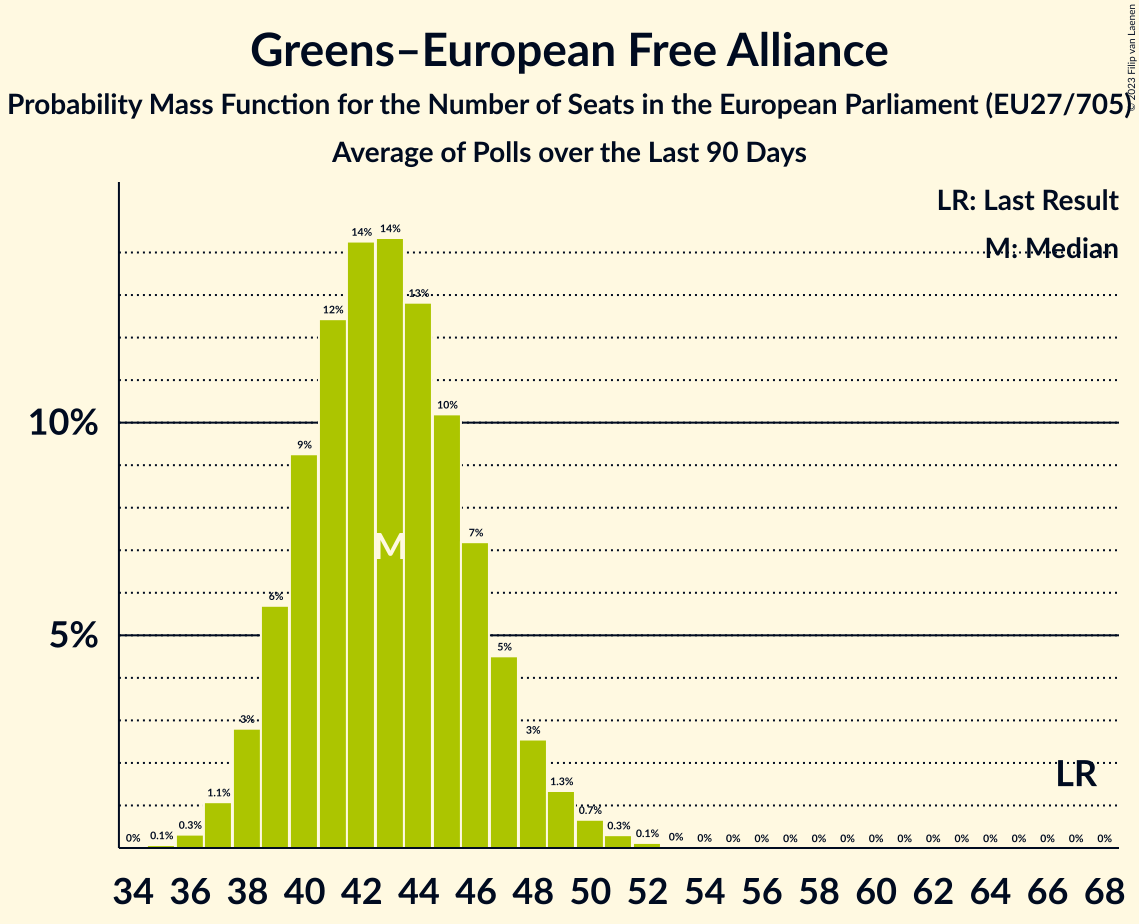 Greens–European Free Alliance
Probability Mass Function for the Number of Seats in the European Parliament (EU27/705)
Average of Polls over the Last 90 Days
© 2023 Filip van Laenen
LR: Last Result
M: Median
10%
5%
0% 0.1% 0.3% 1.1% 3% 6% 9% 12% 14% 14% 13% 10% 7% 5% 3% 1.3% 0.7% 0.3% 0.1% 0% 0% 0% 0% 0% 0% 0% 0% 0% 0% 0% 0% 0% 0% 0% 0%
M
LR
34 36 38 40 42 44 46 48 50 52 54 56 58 60 62 64 66 68